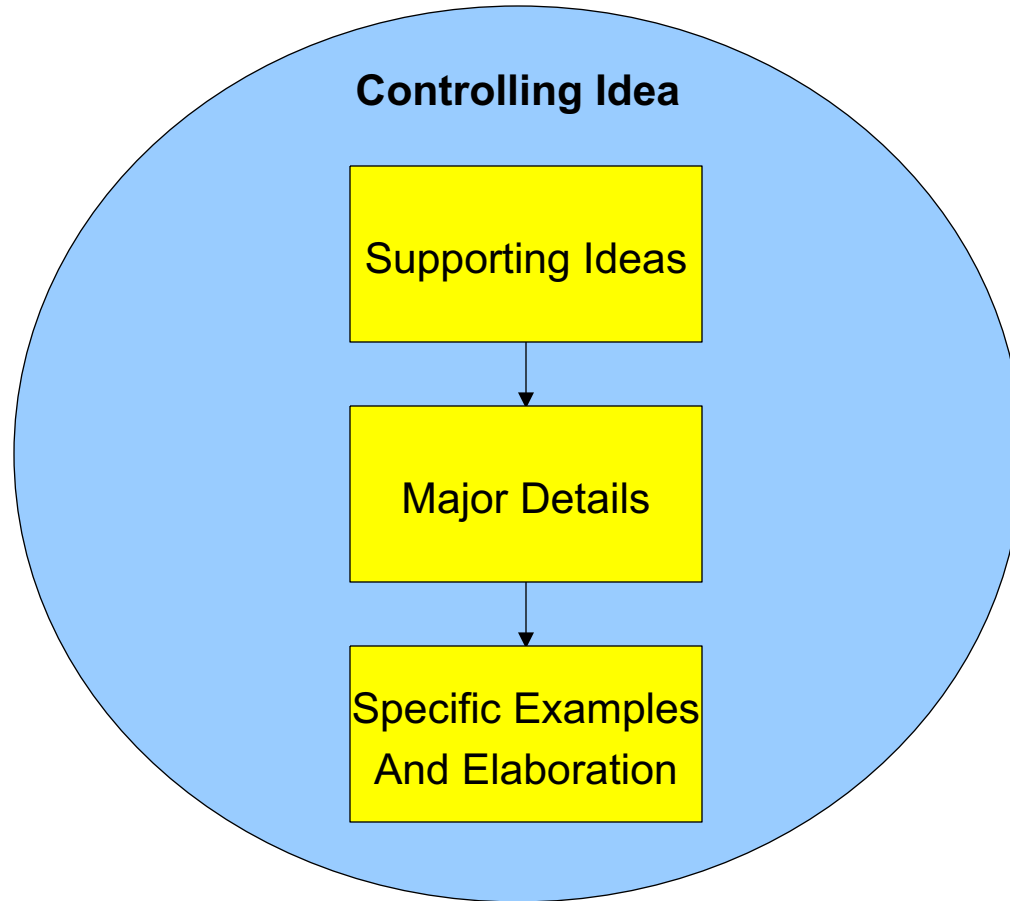 Controlling Idea
Supporting Ideas
Major Details
Specific Examples
And Elaboration